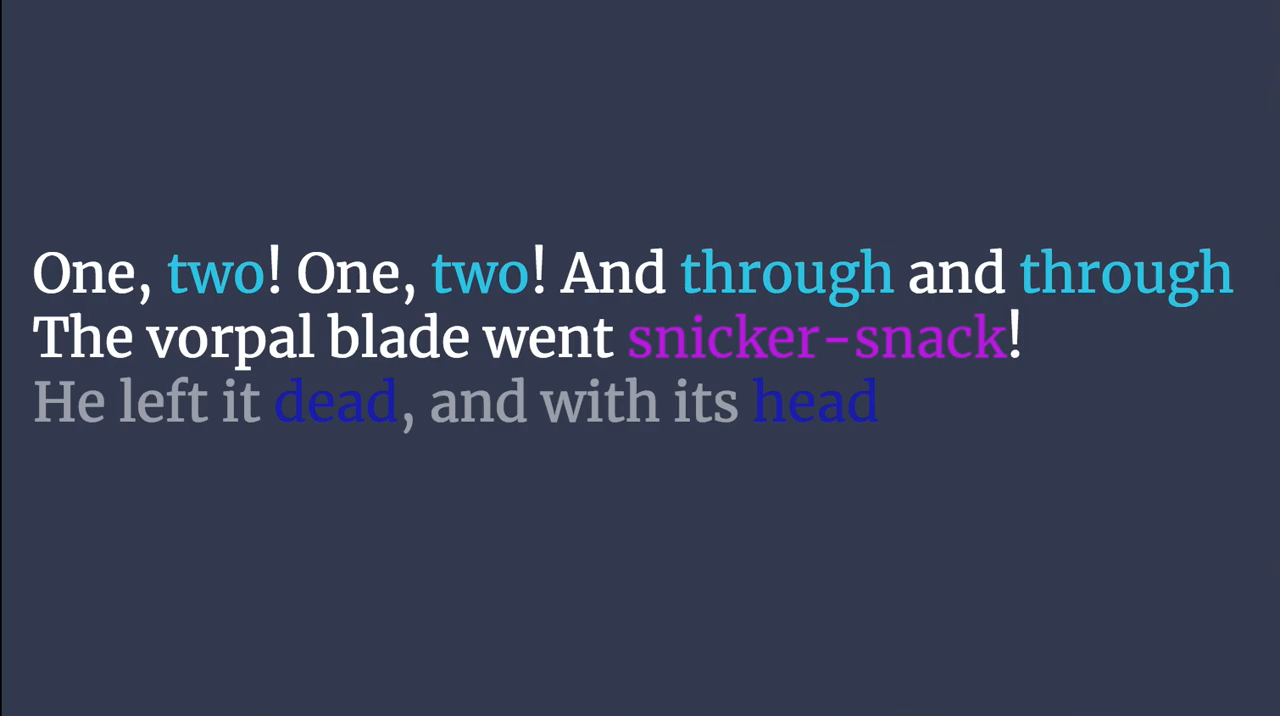 One, two! One, two! And through and through
The vorpal blade went snicker-snack!
He left it dead, and with its head